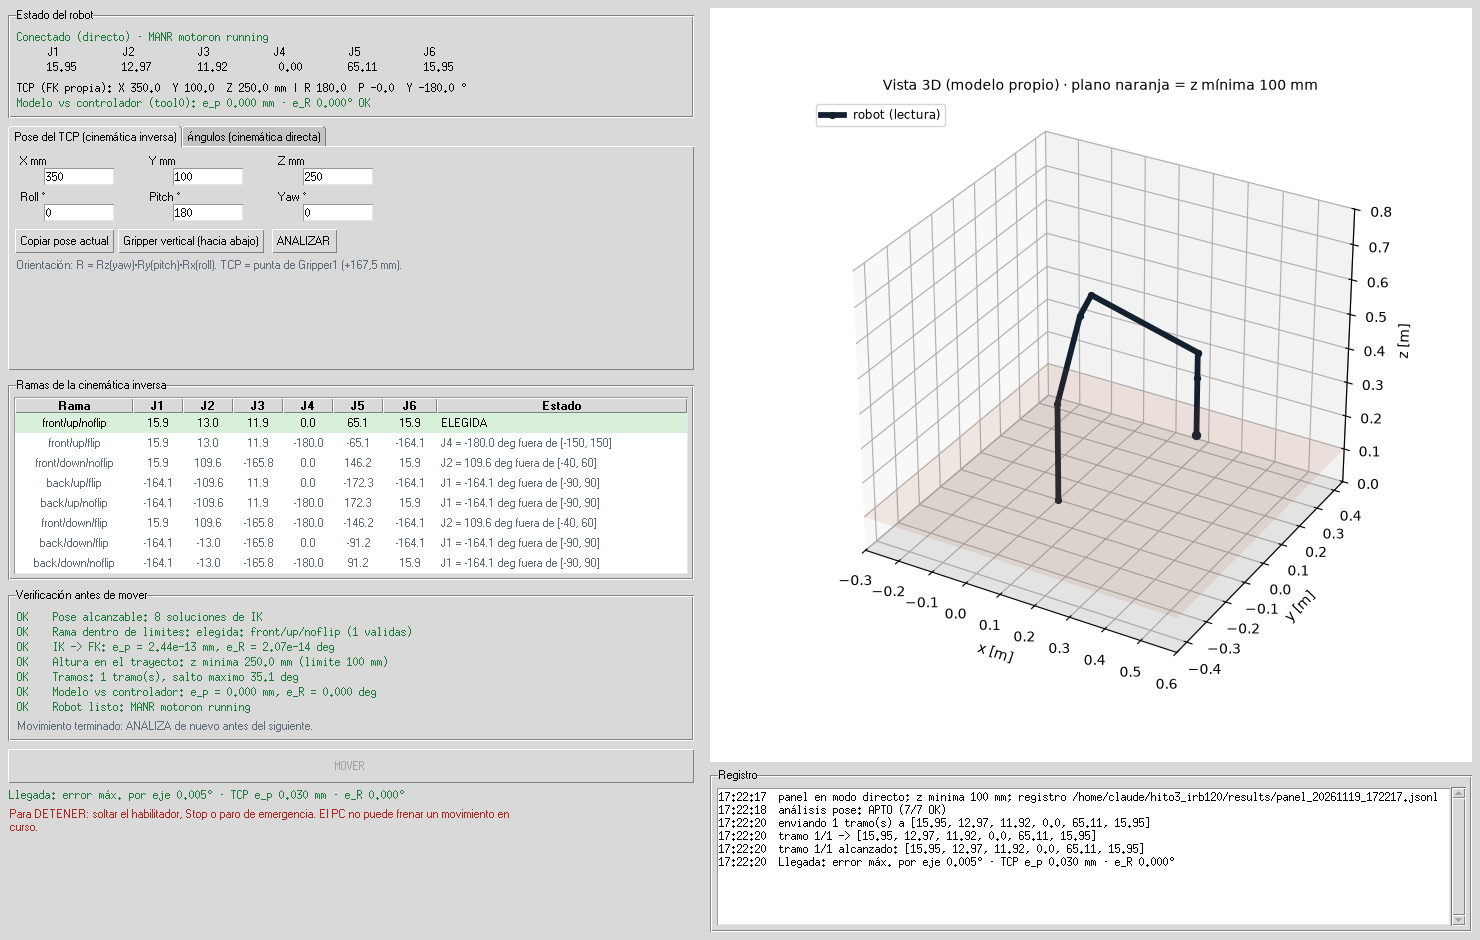 Estado del robot
Conectado (directo) · MANR motoron running
J1 J2 J3 J4 J5 J6
15.95 12.97 11.92 0.00 65.11 15.95
TCP (FK propia): X 350.0 Y 100.0 Z 250.0 mm | R 180.0 P -0.0 Y -180.0 °
Modelo vs controlador (tool0): e_p 0.000 mm · e_R 0.000° OK
Pose del TCP (cinemática inversa) Ángulos (cinemática directa)
X mm Y mm Z mm
350 100 250
Roll ° Pitch ° Yaw °
0 180 0
Copiar pose actual Gripper vertical (hacia abajo) ANALIZAR
Orientación: R = Rz(yaw)·Ry(pitch)·Rx(roll). TCP = punta de Gripper1 (+167,5 mm).
Ramas de la cinemática inversa
Rama J1 J2 J3 J4 J5 J6 Estado
front/up/noflip 15.9 13.0 11.9 0.0 65.1 15.9 ELEGIDA
front/up/flip 15.9 13.0 11.9 -180.0 -65.1 -164.1 J4 = -180.0 deg fuera de [-150, 150]
front/down/noflip 15.9 109.6 -165.8 0.0 146.2 15.9 J2 = 109.6 deg fuera de [-40, 60]
back/up/flip -164.1 -109.6 11.9 0.0 -172.3 -164.1 J1 = -164.1 deg fuera de [-90, 90]
back/up/noflip -164.1 -109.6 11.9 -180.0 172.3 15.9 J1 = -164.1 deg fuera de [-90, 90]
front/down/flip 15.9 109.6 -165.8 -180.0 -146.2 -164.1 J2 = 109.6 deg fuera de [-40, 60]
back/down/flip -164.1 -13.0 -165.8 0.0 -91.2 -164.1 J1 = -164.1 deg fuera de [-90, 90]
back/down/noflip -164.1 -13.0 -165.8 -180.0 91.2 15.9 J1 = -164.1 deg fuera de [-90, 90]
Verificación antes de mover
OK Pose alcanzable: 8 soluciones de IK
OK Rama dentro de limites: elegida: front/up/noflip (1 validas)
OK IK -> FK: e_p = 2.44e-13 mm, e_R = 2.07e-14 deg
OK Altura en el trayecto: z minima 250.0 mm (limite 100 mm)
OK Tramos: 1 tramo(s), salto maximo 35.1 deg
OK Modelo vs controlador: e_p = 0.000 mm, e_R = 0.000 deg
OK Robot listo: MANR motoron running
Movimiento terminado: ANALIZA de nuevo antes del siguiente.
MOVER
Llegada: error máx. por eje 0.005° · TCP e_p 0.030 mm · e_R 0.000°
Para DETENER: soltar el habilitador, Stop o paro de emergencia. El PC no puede frenar un movimiento en
curso.
Vista 3D (modelo propio) · plano naranja = z mínima 100 mm
robot (lectura)
0.8
0.7
0.6
0.5
0.4
0.3
0.2
0.1
0.0
z [m]
−0.3
−0.2
−0.1
0.0
0.1
0.2
0.3
0.4
0.5
0.6
x [m]
0.4
0.3
0.2
0.1
0.0
−0.1
−0.2
−0.3
−0.4
y [m]
Registro
17:22:17 panel en modo directo; z minima 100 mm; registro /home/claude/hito3_irb120/results/panel_20261119_172217.jsonl
17:22:18 análisis pose: APTO (7/7 OK)
17:22:20 enviando 1 tramo(s) a [15.95, 12.97, 11.92, 0.0, 65.11, 15.95]
17:22:20 tramo 1/1 -> [15.95, 12.97, 11.92, 0.0, 65.11, 15.95]
17:22:20 tramo 1/1 alcanzado: [15.95, 12.97, 11.92, 0.0, 65.11, 15.95]
17:22:20 Llegada: error máx. por eje 0.005° · TCP e_p 0.030 mm · e_R 0.000°